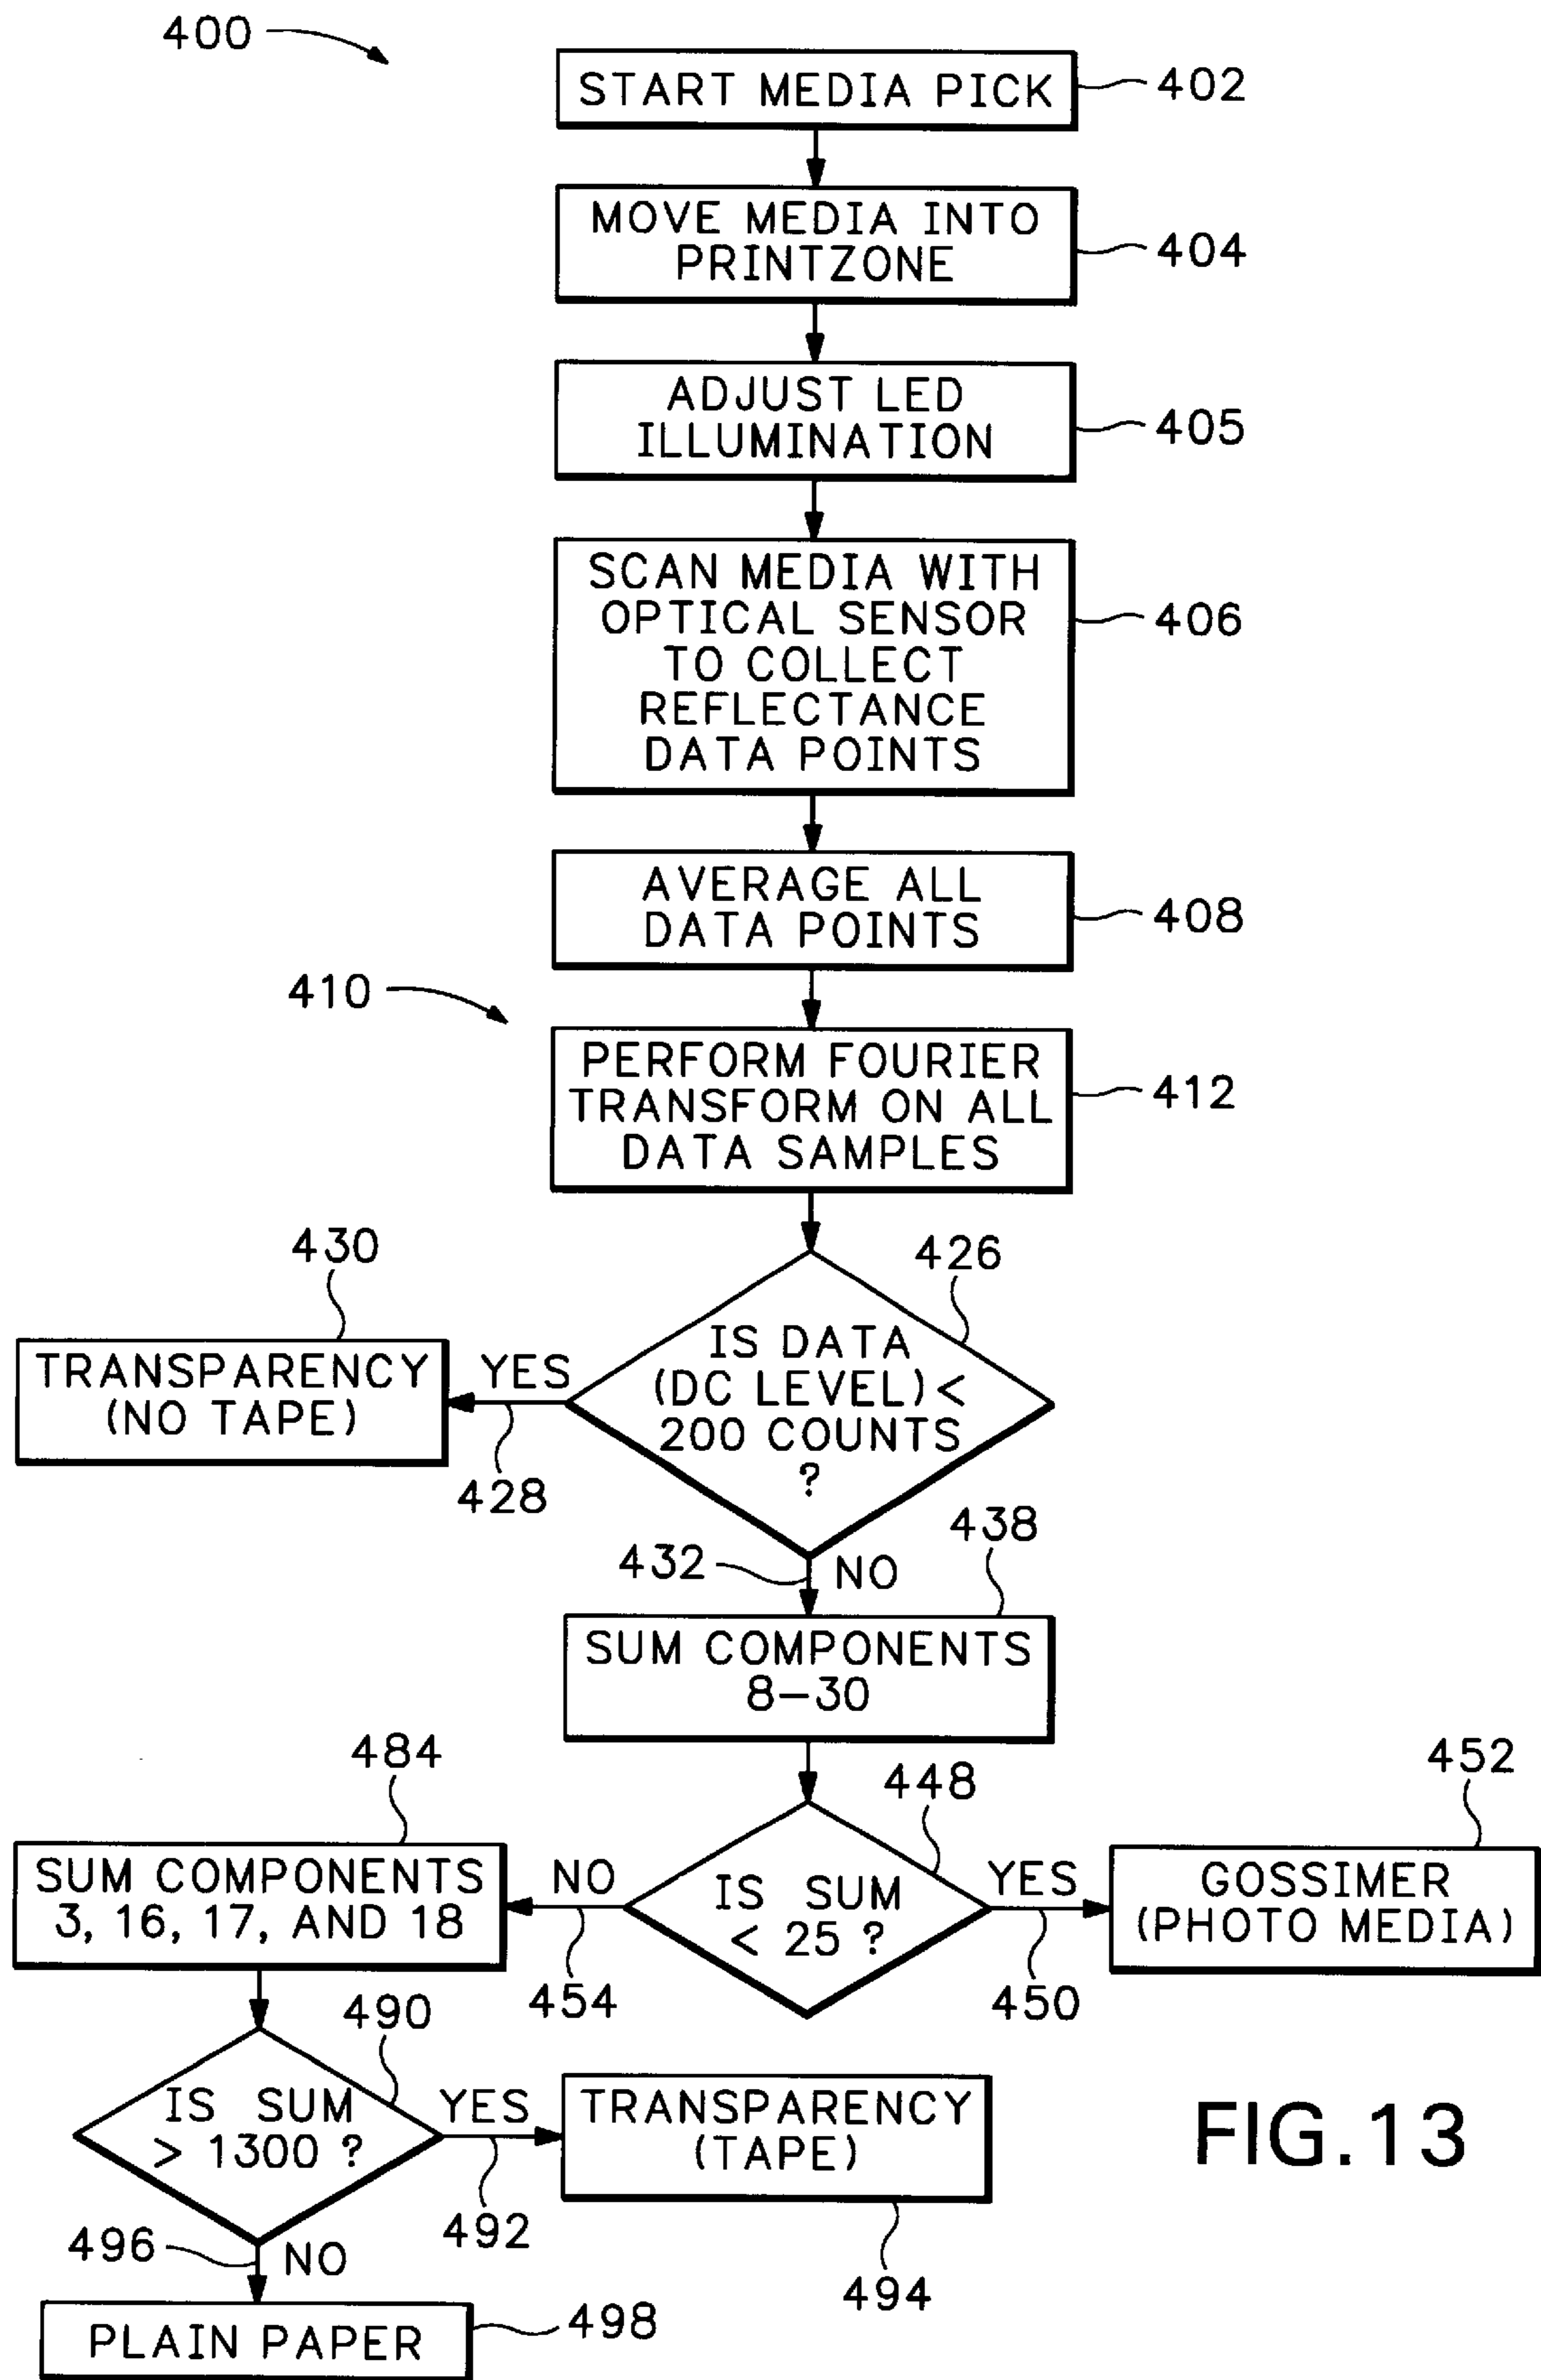 400
START MEDIA PICK
402
MOVE MEDIA INTO
PRINTZONE
404
ADJUST LED
ILLUMINATION
405
SCAN MEDIA WITH
OPTICAL SENSOR
TO COLLECT
REFLECTANCE
DATA POINTS
406
AVERAGE ALL
DATA POINTS
408
410
PERFORM FOURIER
TRANSFORM ON ALL
DATA SAMPLES
412
430
426
TRANSPARENCY
(NO TAPE)
YES
428
IS DATA
(DC LEVEL) <
200 COUNTS
?
432
NO
438
SUM COMPONENTS
8-30
484
448
452
SUM COMPONENTS
3, 16, 17, AND 18
NO
454
IS SUM
< 25 ?
YES
450
GOSSIMER
(PHOTO MEDIA)
490
IS SUM
> 1300 ?
YES
492
TRANSPARENCY
(TAPE)
494
496
NO
PLAIN PAPER
498
FIG.13